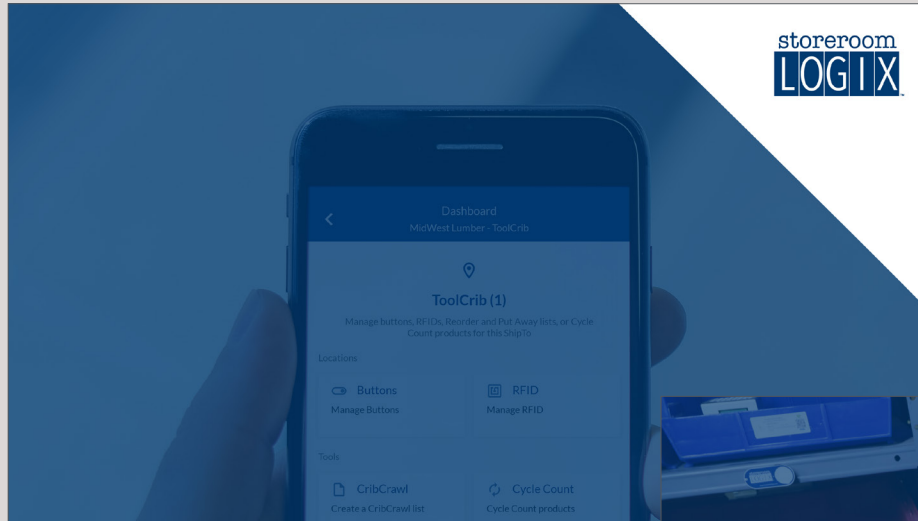 storeroom
LOGIX
Dashboard
MidWest Lumber - ToolCrib
ToolCrib (1)
Manage buttons, RFIDs, Reorder and Put Away lists, or Cycle
Count products for this ShipTo
Locations
Buttons
Manage Buttons
RFID
Manage RFID
Tools
CribCrawl
Create a CribCrawl list
Cycle Count
Cycle Count products